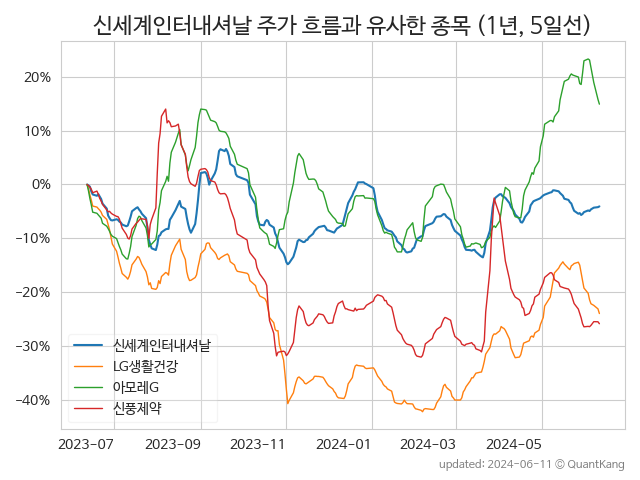 신세계인터내셔날 주가 흐름과 유사한 종목 (1년, 5일선)
20%
10%
0%
−10%
−20%
−30%
−40%
신세계인터내셔날
LG생활건강
아모레G
신풍제약
2023-07
2023-09
2023-11
2024-01
2024-03
2024-05
updated: 2024-06-11 © QuantKang